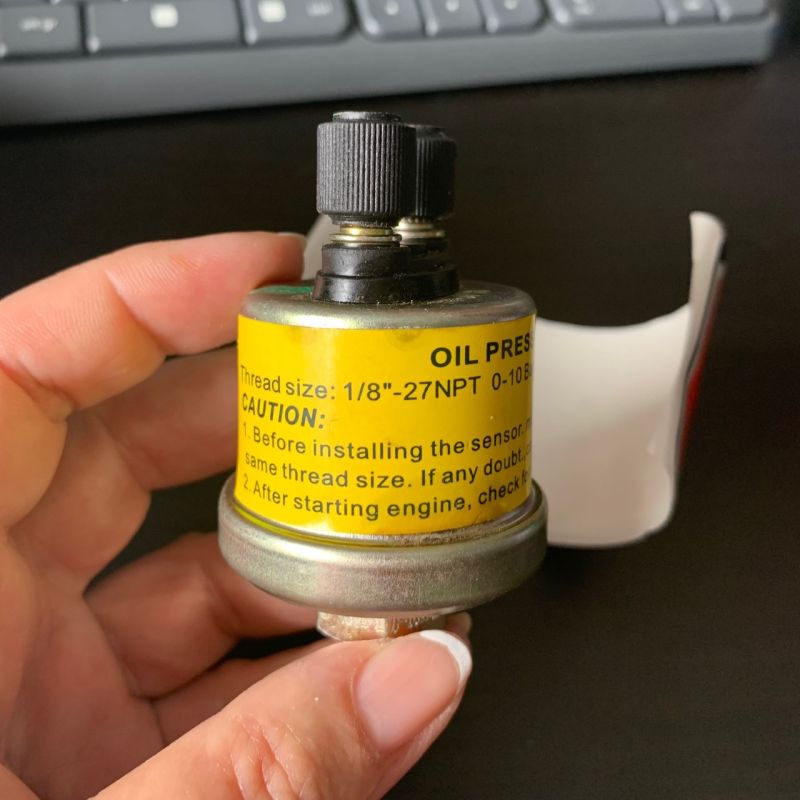 OIL PRES
Thread size: 1/8"-27NPT 0-10 B
CAUTION:
1. Before installing the sensor, m
same thread size. If any doubt,
2. After starting engine, check